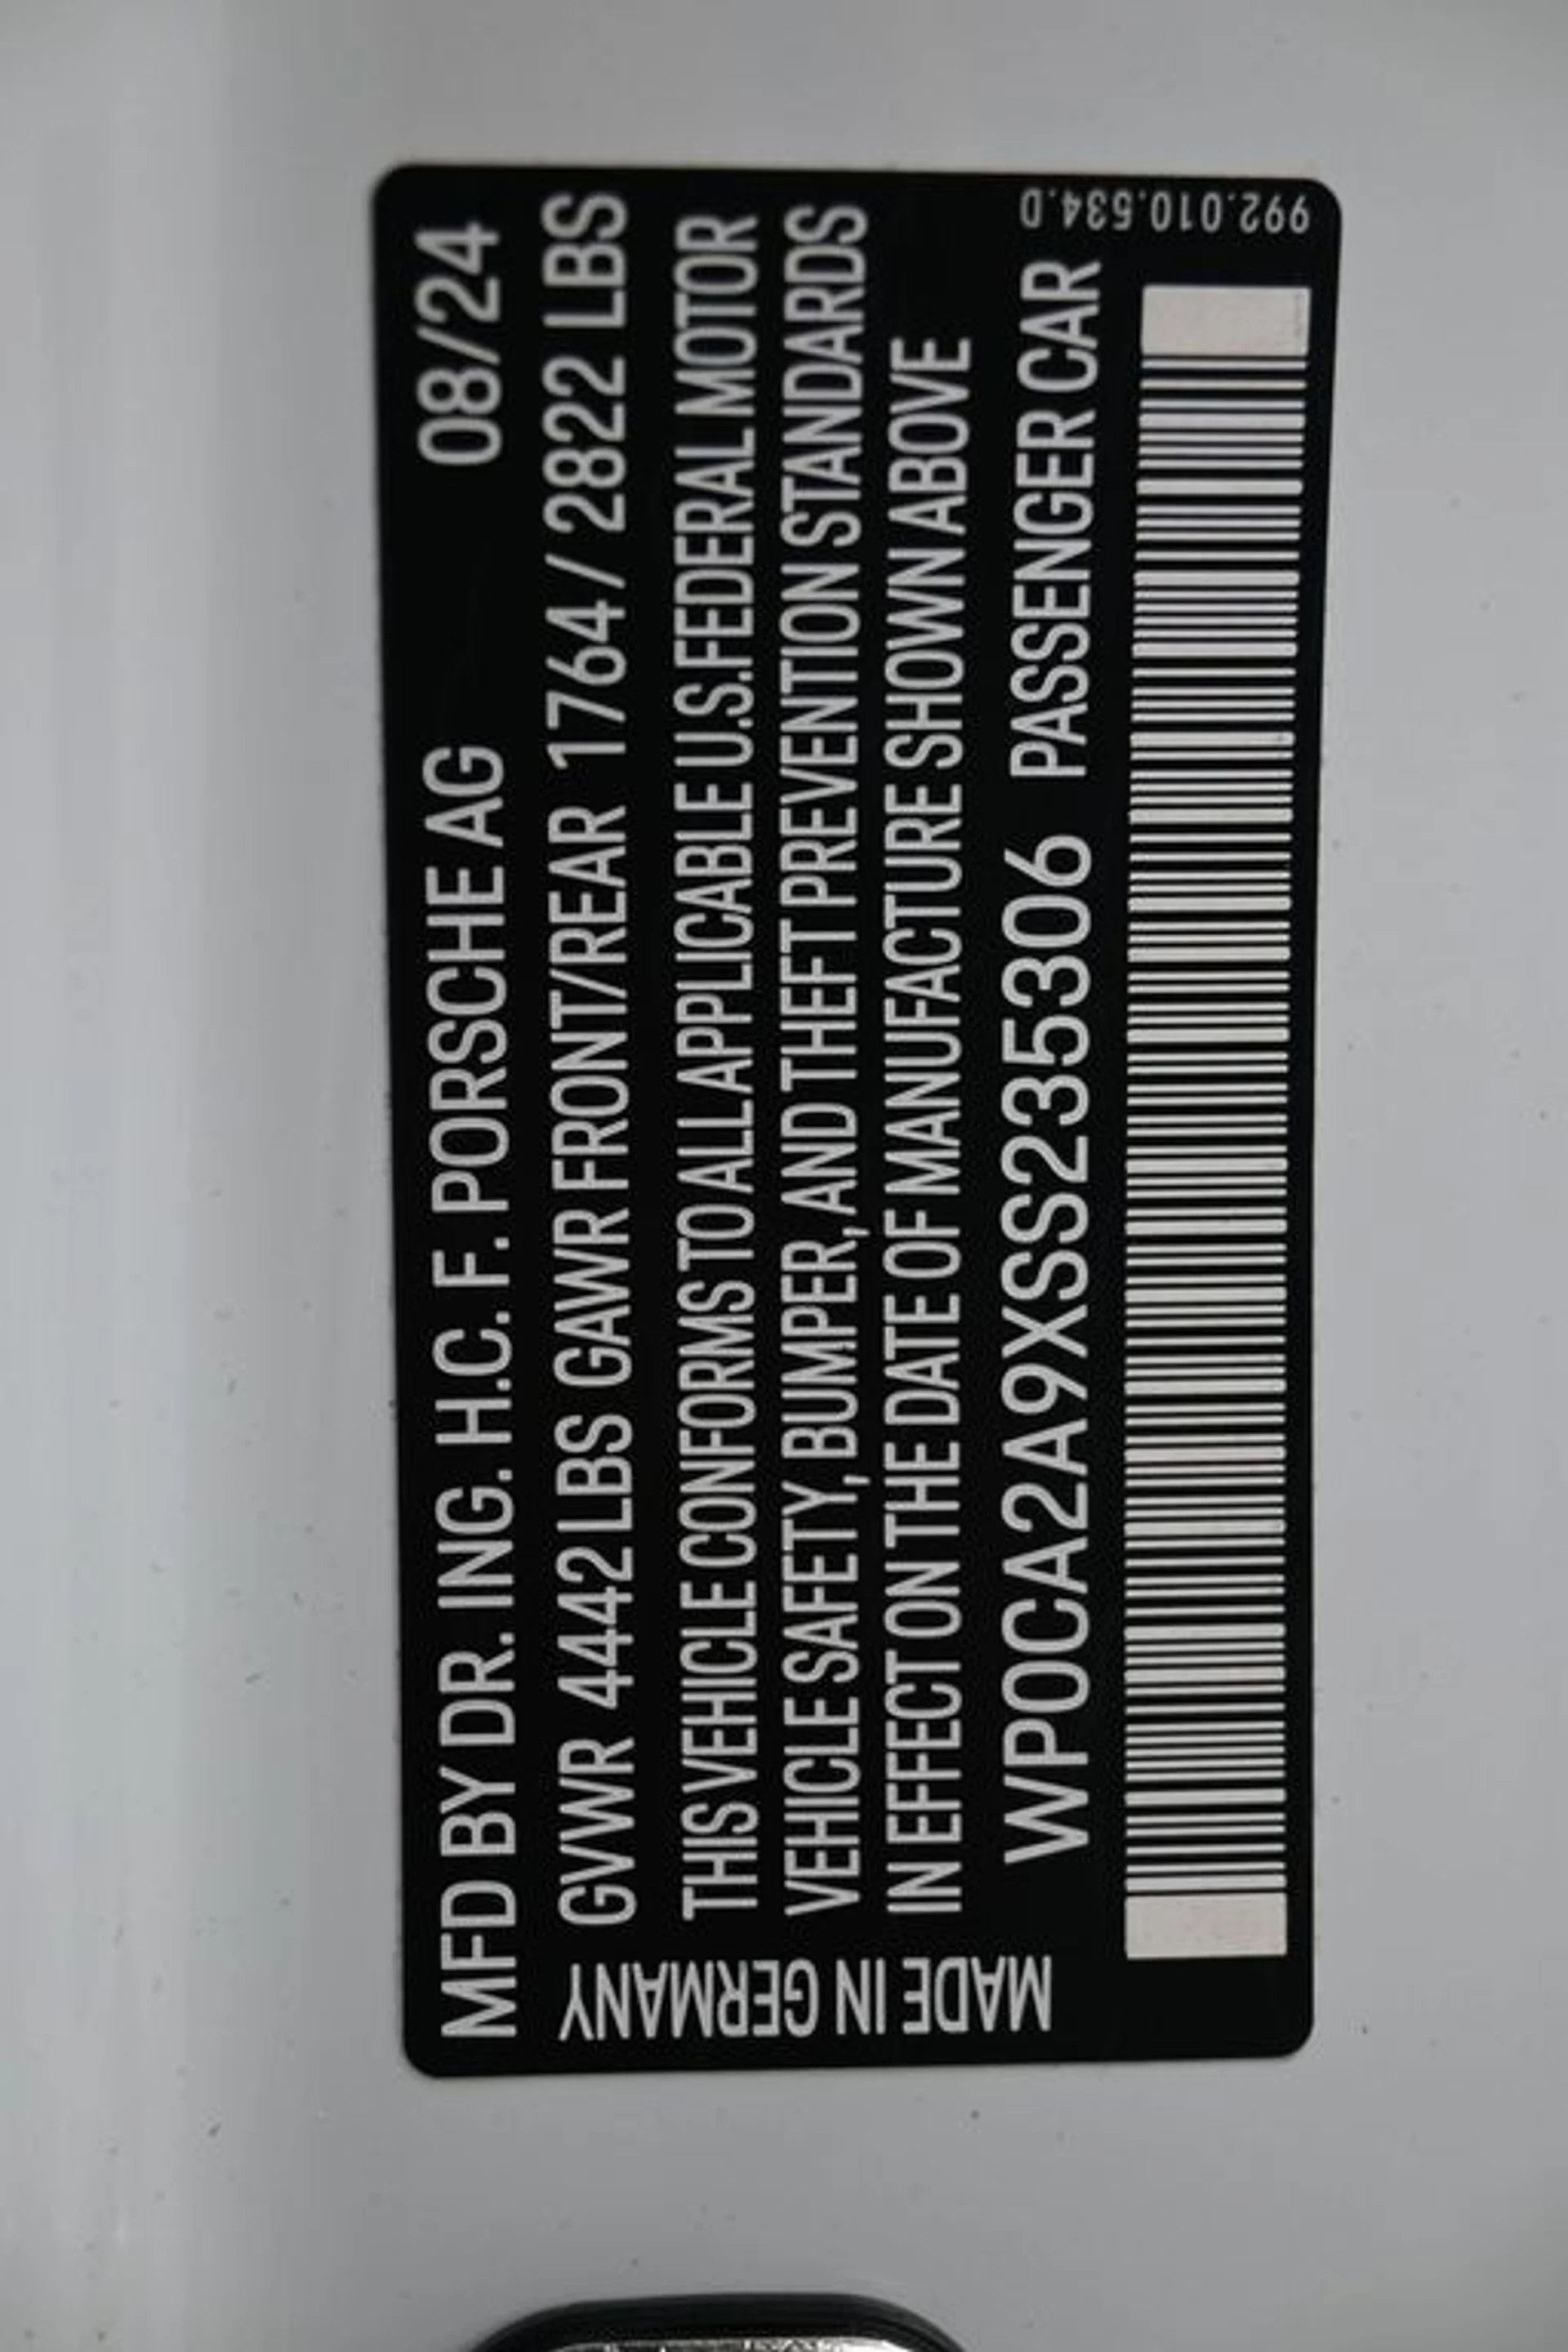 MFD BY DR. ING. H.C. F. PORSCHE AG 08/24
GVWR 4442 LBS GAWR FRONT/REAR 1764 / 2822 LBS
THIS VEHICLE CONFORMS TO ALL APPLICABLE U.S.FEDERAL MOTOR
VEHICLE SAFETY, BUMPER, AND THEFT PREVENTION STANDARDS
IN EFFECT ON THE DATE OF MANUFACTURE SHOWN ABOVE
WP0CA2A9XSS235306 PASSENGER CAR
MADE IN GERMANY
992.010.534.D